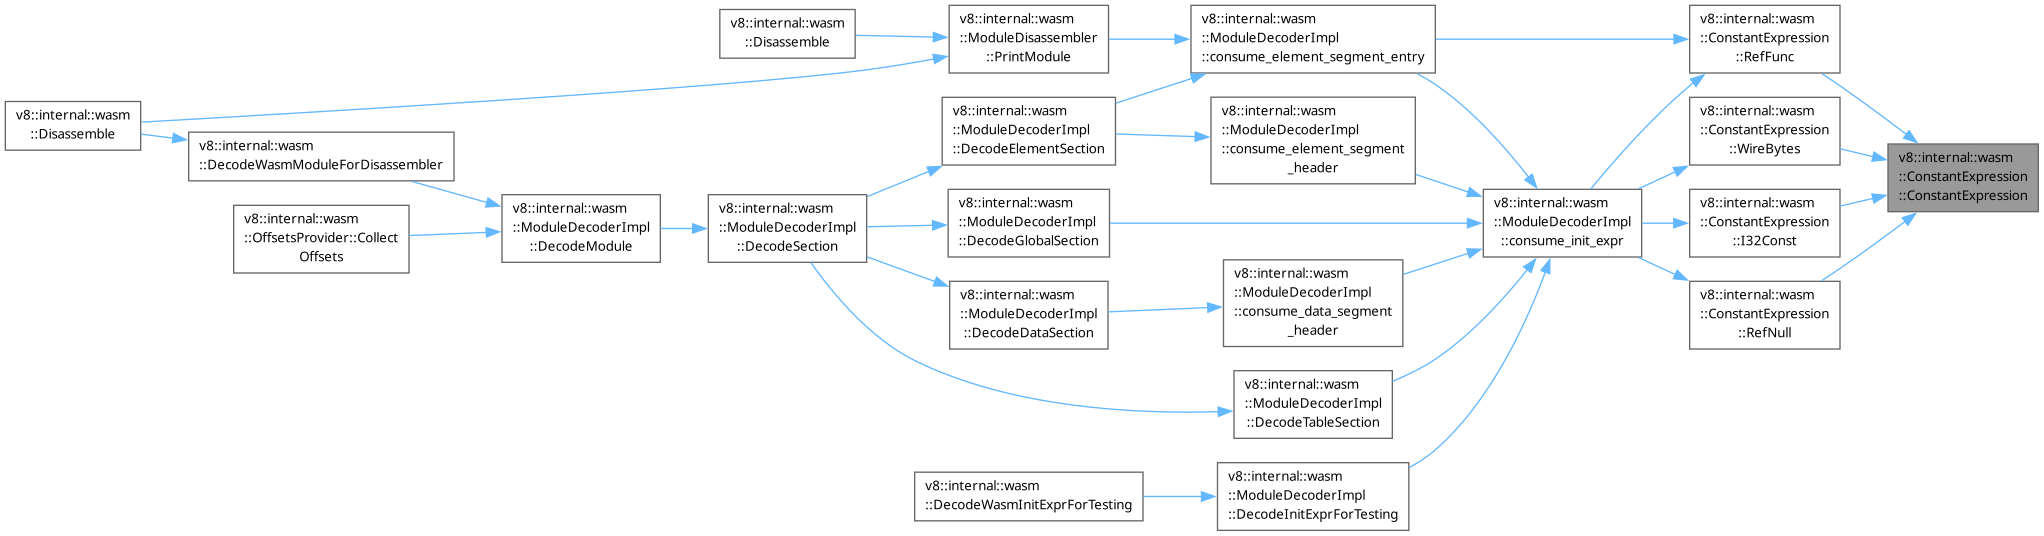 v8::internal::wasm
::Disassemble
v8::internal::wasm
::ModuleDisassembler
::PrintModule
v8::internal::wasm
::ModuleDecoderImpl
::consume_element_segment_entry
v8::internal::wasm
::ConstantExpression
::RefFunc
v8::internal::wasm
::Disassemble
v8::internal::wasm
::DecodeWasmModuleForDisassembler
v8::internal::wasm
::ModuleDecoderImpl
::DecodeElementSection
v8::internal::wasm
::ModuleDecoderImpl
::consume_element_segment
_header
v8::internal::wasm
::ConstantExpression
::WireBytes
v8::internal::wasm
::ConstantExpression
::ConstantExpression
v8::internal::wasm
::OffsetsProvider::Collect
Offsets
v8::internal::wasm
::ModuleDecoderImpl
::DecodeModule
v8::internal::wasm
::ModuleDecoderImpl
::DecodeSection
v8::internal::wasm
::ModuleDecoderImpl
::DecodeGlobalSection
v8::internal::wasm
::ModuleDecoderImpl
::consume_init_expr
v8::internal::wasm
::ConstantExpression
::I32Const
v8::internal::wasm
::ModuleDecoderImpl
::DecodeDataSection
v8::internal::wasm
::ModuleDecoderImpl
::consume_data_segment
_header
v8::internal::wasm
::ConstantExpression
::RefNull
v8::internal::wasm
::ModuleDecoderImpl
::DecodeTableSection
v8::internal::wasm
::DecodeWasmInitExprForTesting
v8::internal::wasm
::ModuleDecoderImpl
::DecodeInitExprForTesting